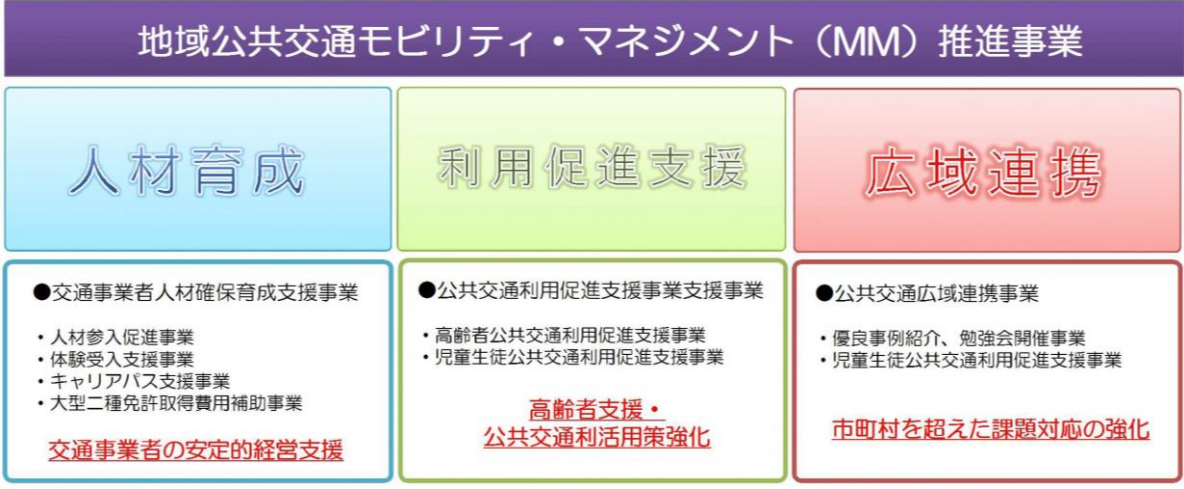 地域公共交通モビリティ・マネジメント（MM）推進事業
人材育成
●交通事業者人材確保育成支援事業
・人材参入促進事業
・体験受入支援事業
・キャリアパス支援事業
・大型二種免許取得費用補助事業
交通事業者の安定的経営支援
利用促進支援
●公共交通利用促進支援事業支援事業
・高齢者公共交通利用促進支援事業
・児童生徒公共交通利用促進支援事業
高齢者支援・
公共交通利活用策強化
広域連携
●公共交通広域連携事業
・優良事例紹介、勉強会開催事業
・児童生徒公共交通利用促進支援事業
市町村を超えた課題対応の強化